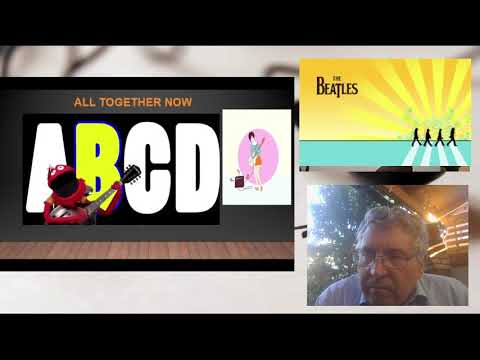 ALL TOGETHER NOW
ABCD
THE
BEATLES